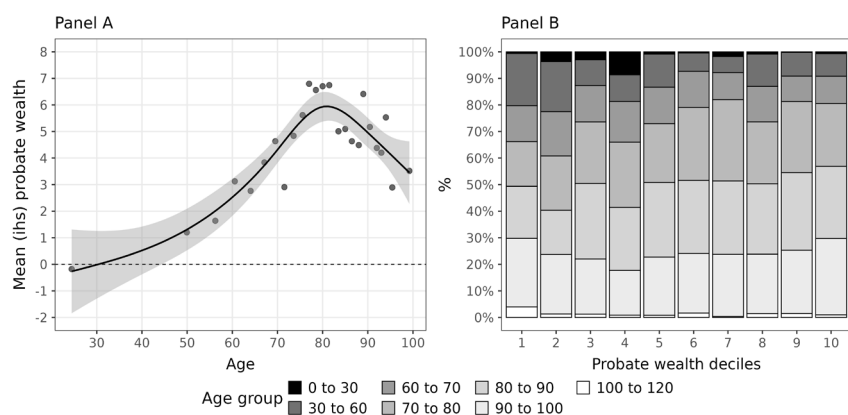 Panel A
Panel B
Mean (ihs) probate wealth
8
7
6
5
4
3
2
1
0
-1
-2
30 40 50 60 70 80 90 100
Age
%
100%
90%
80%
70%
60%
50%
40%
30%
20%
10%
0%
1 2 3 4 5 6 7 8 9 10
Probate wealth deciles
Age group
0 to 30 60 to 70 80 to 90 100 to 120
30 to 60 70 to 80 90 to 100